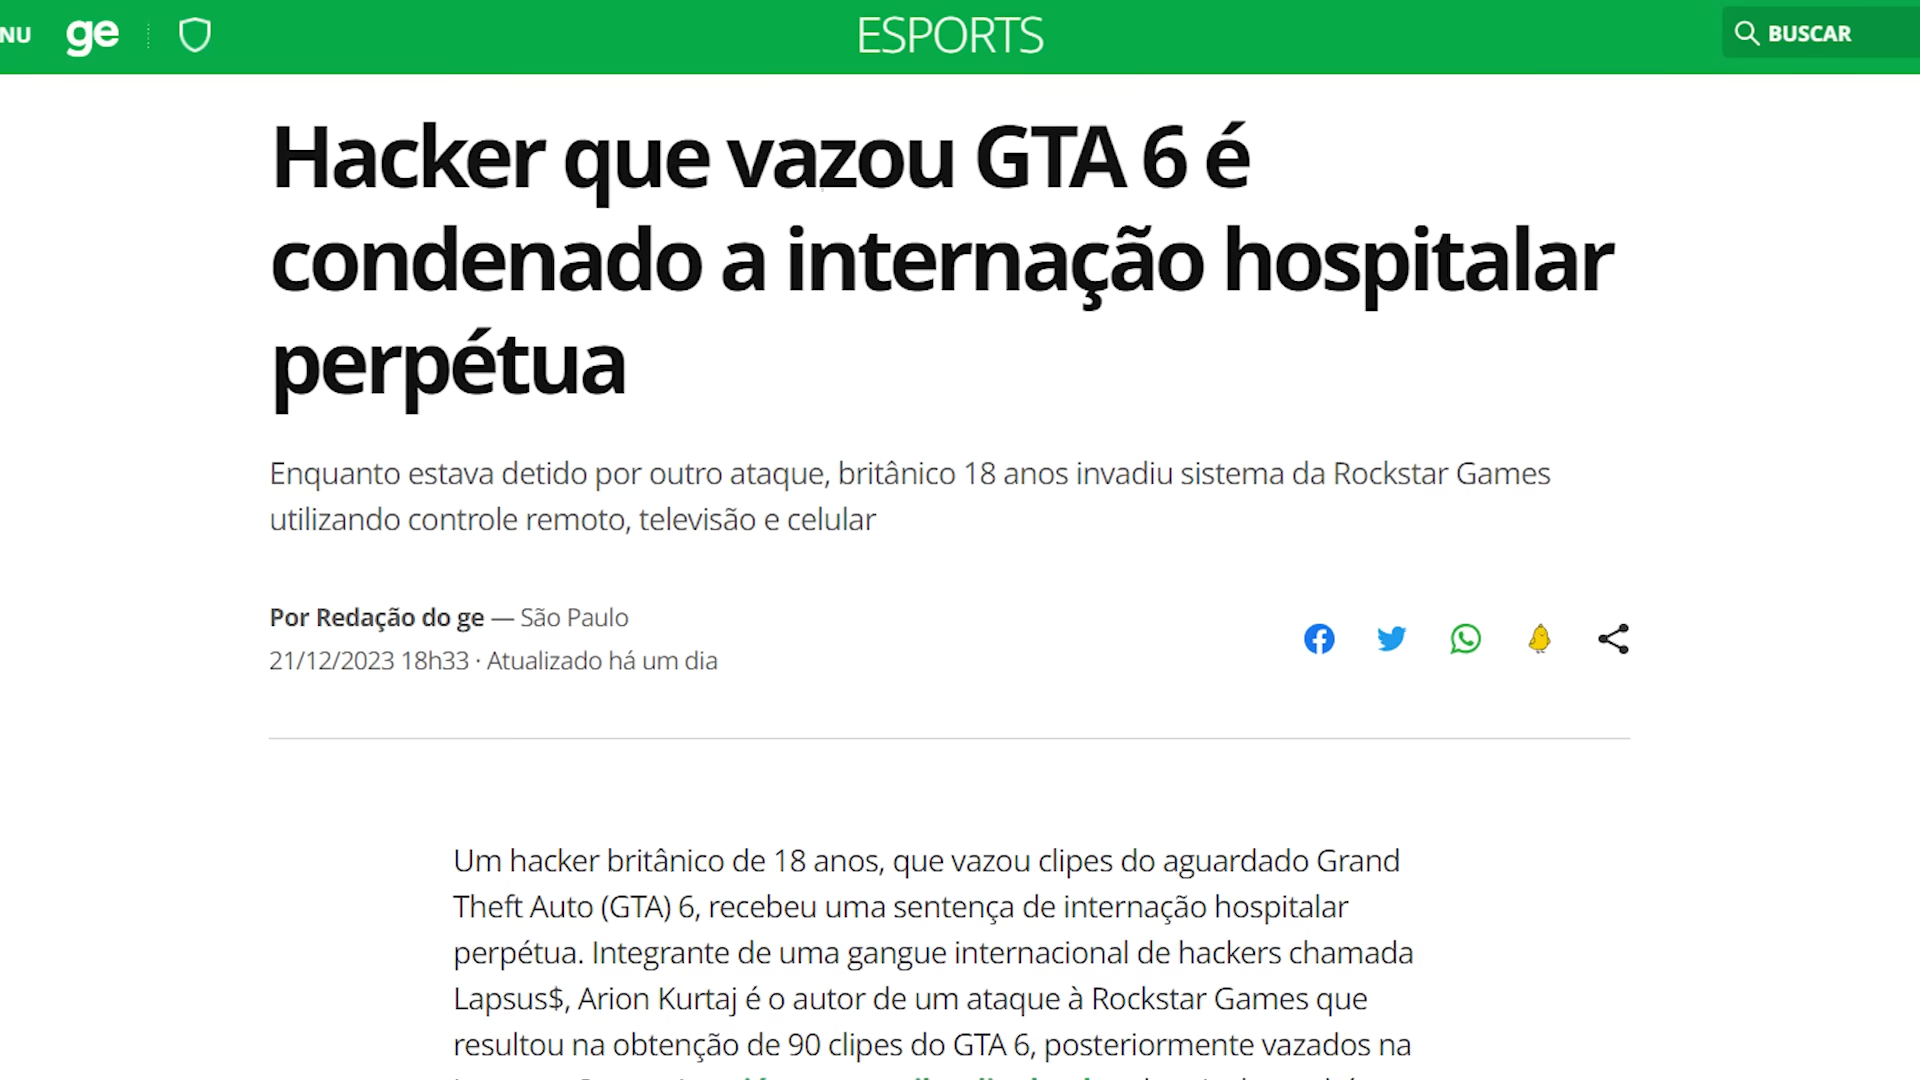 NU ge ESPORTS BUSCAR
Hacker que vazou GTA 6 é
condenado a internação hospitalar
perpétua
Enquanto estava detido por outro ataque, britânico 18 anos invadiu sistema da Rockstar Games
utilizando controle remoto, televisão e celular
Por Redação do ge — São Paulo
21/12/2023 18h33 · Atualizado há um dia
Um hacker britânico de 18 anos, que vazou clipes do aguardado Grand
Theft Auto (GTA) 6, recebeu uma sentença de internação hospitalar
perpétua. Integrante de uma gangue internacional de hackers chamada
Lapsus$, Arion Kurtaj é o autor de um ataque à Rockstar Games que
resultou na obtenção de 90 clipes do GTA 6, posteriormente vazados na